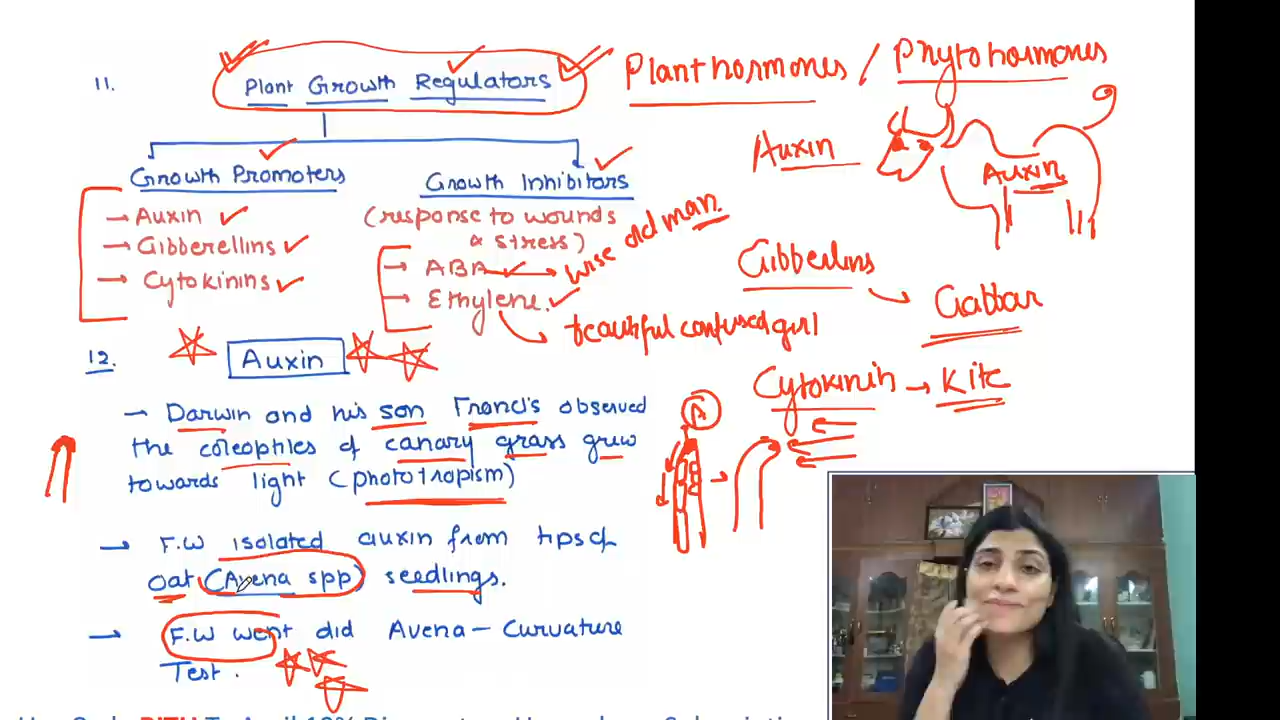 11.
Plant Growth Regulators
Plant hormones / Phytohormones
Growth Promoters
→ Auxin
→ Gibberellins
→ Cytokinins
Growth Inhibitors
(response to wounds
& stress)
→ ABA → wise old man.
→ Ethylene.
beautiful confused girl
Auxin
Auxin
Gibberlins
Gabbar
Cytokinin → Kite
A
12.
Auxin
→ Darwin and his son Francis observed
the coleoptiles of canary grass grew
towards light (phototropism)
→ F.W isolated auxin from tips of
oat (Avena spp) seedlings.
→ F.W went did Avena - Curvature
Test.